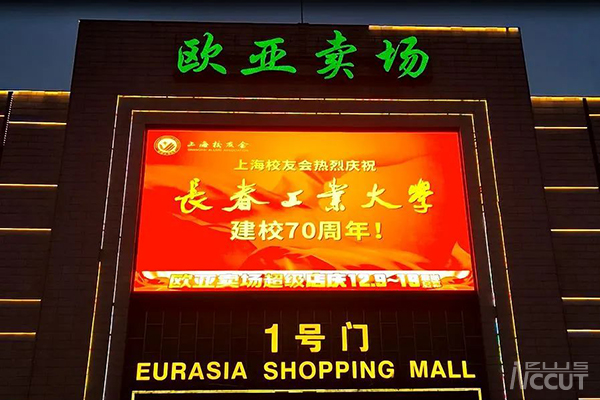 欧亚卖场
上海校友会
上海校友会热烈庆祝
長春工業大學
建校70周年！
欧亚卖场超级店庆12.9~19
1号门
EURASIA SHOPPING MALL
NEWS
CCUT